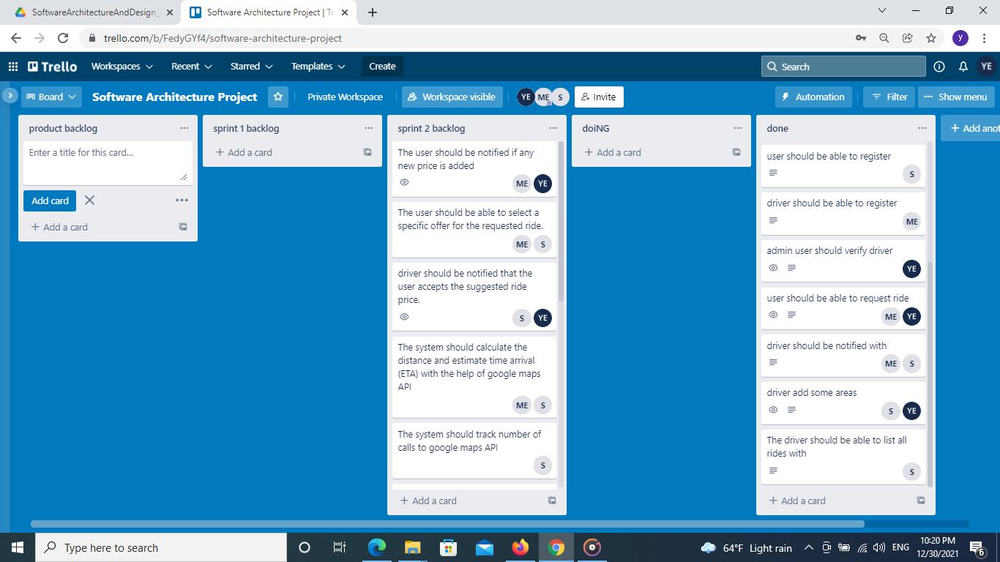 SoftwareArchitectureAndDesign_
Software Architecture Project | Tr
trello.com/b/FedyGYf4/software-architecture-project
y
Trello
Workspaces
Recent
Starred
Templates
Create
Search
YE
Board
Software Architecture Project
Private Workspace
Workspace visible
YE
ME
S
Invite
Automation
Filter
Show menu
product backlog
Enter a title for this card...
Add card
+ Add a card
sprint 1 backlog
+ Add a card
sprint 2 backlog
The user should be notified if any
new price is added
ME YE
The user should be able to select a
specific offer for the requested ride.
ME S
driver should be notified that the
user accepts the suggested ride
price.
S YE
The system should calculate the
distance and estimate time arrival
(ETA) with the help of google maps
API
ME S
The system should track number of
calls to google maps API
S
+ Add a card
doiNG
+ Add a card
done
user should be able to register
S
driver should be able to register
ME
admin user should verify driver
YE
user should be able to request ride
ME YE
driver should be notified with
ME S
driver add some areas
S YE
The driver should be able to list all
rides with
S
+ Add a card
+ Add anot
Type here to search
64°F Light rain
ENG
10:20 PM
12/30/2021
6